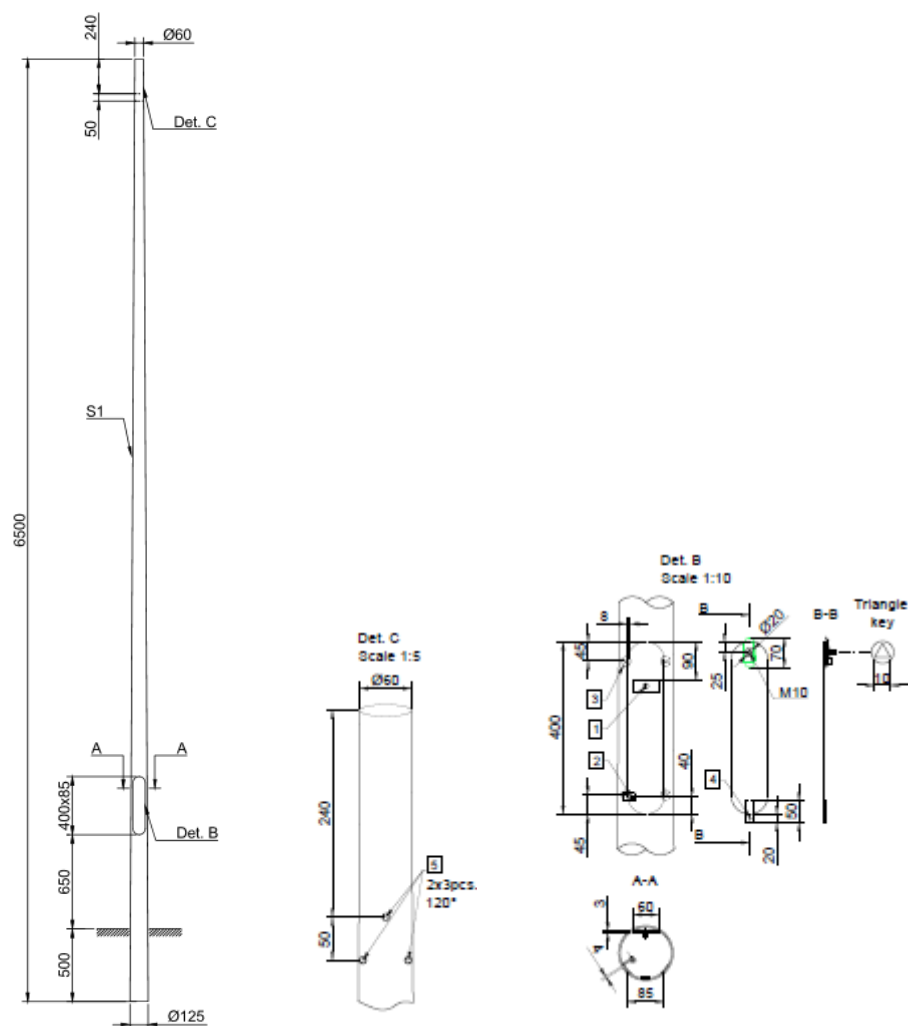 240
Ø60
50
Det. C
6500
S1
A
A
400x85
Det. B
650
500
Ø125
Det. C
Scale 1:5
Ø60
240
5
2x3pcs.
120°
50
Det. B
Scale 1:10
8
45
90
400
3
1
2
40
45
B
Ø20
25
70
M10
4
50
20
B
B-B
Triangle
key
10
A-A
60
3
4
85